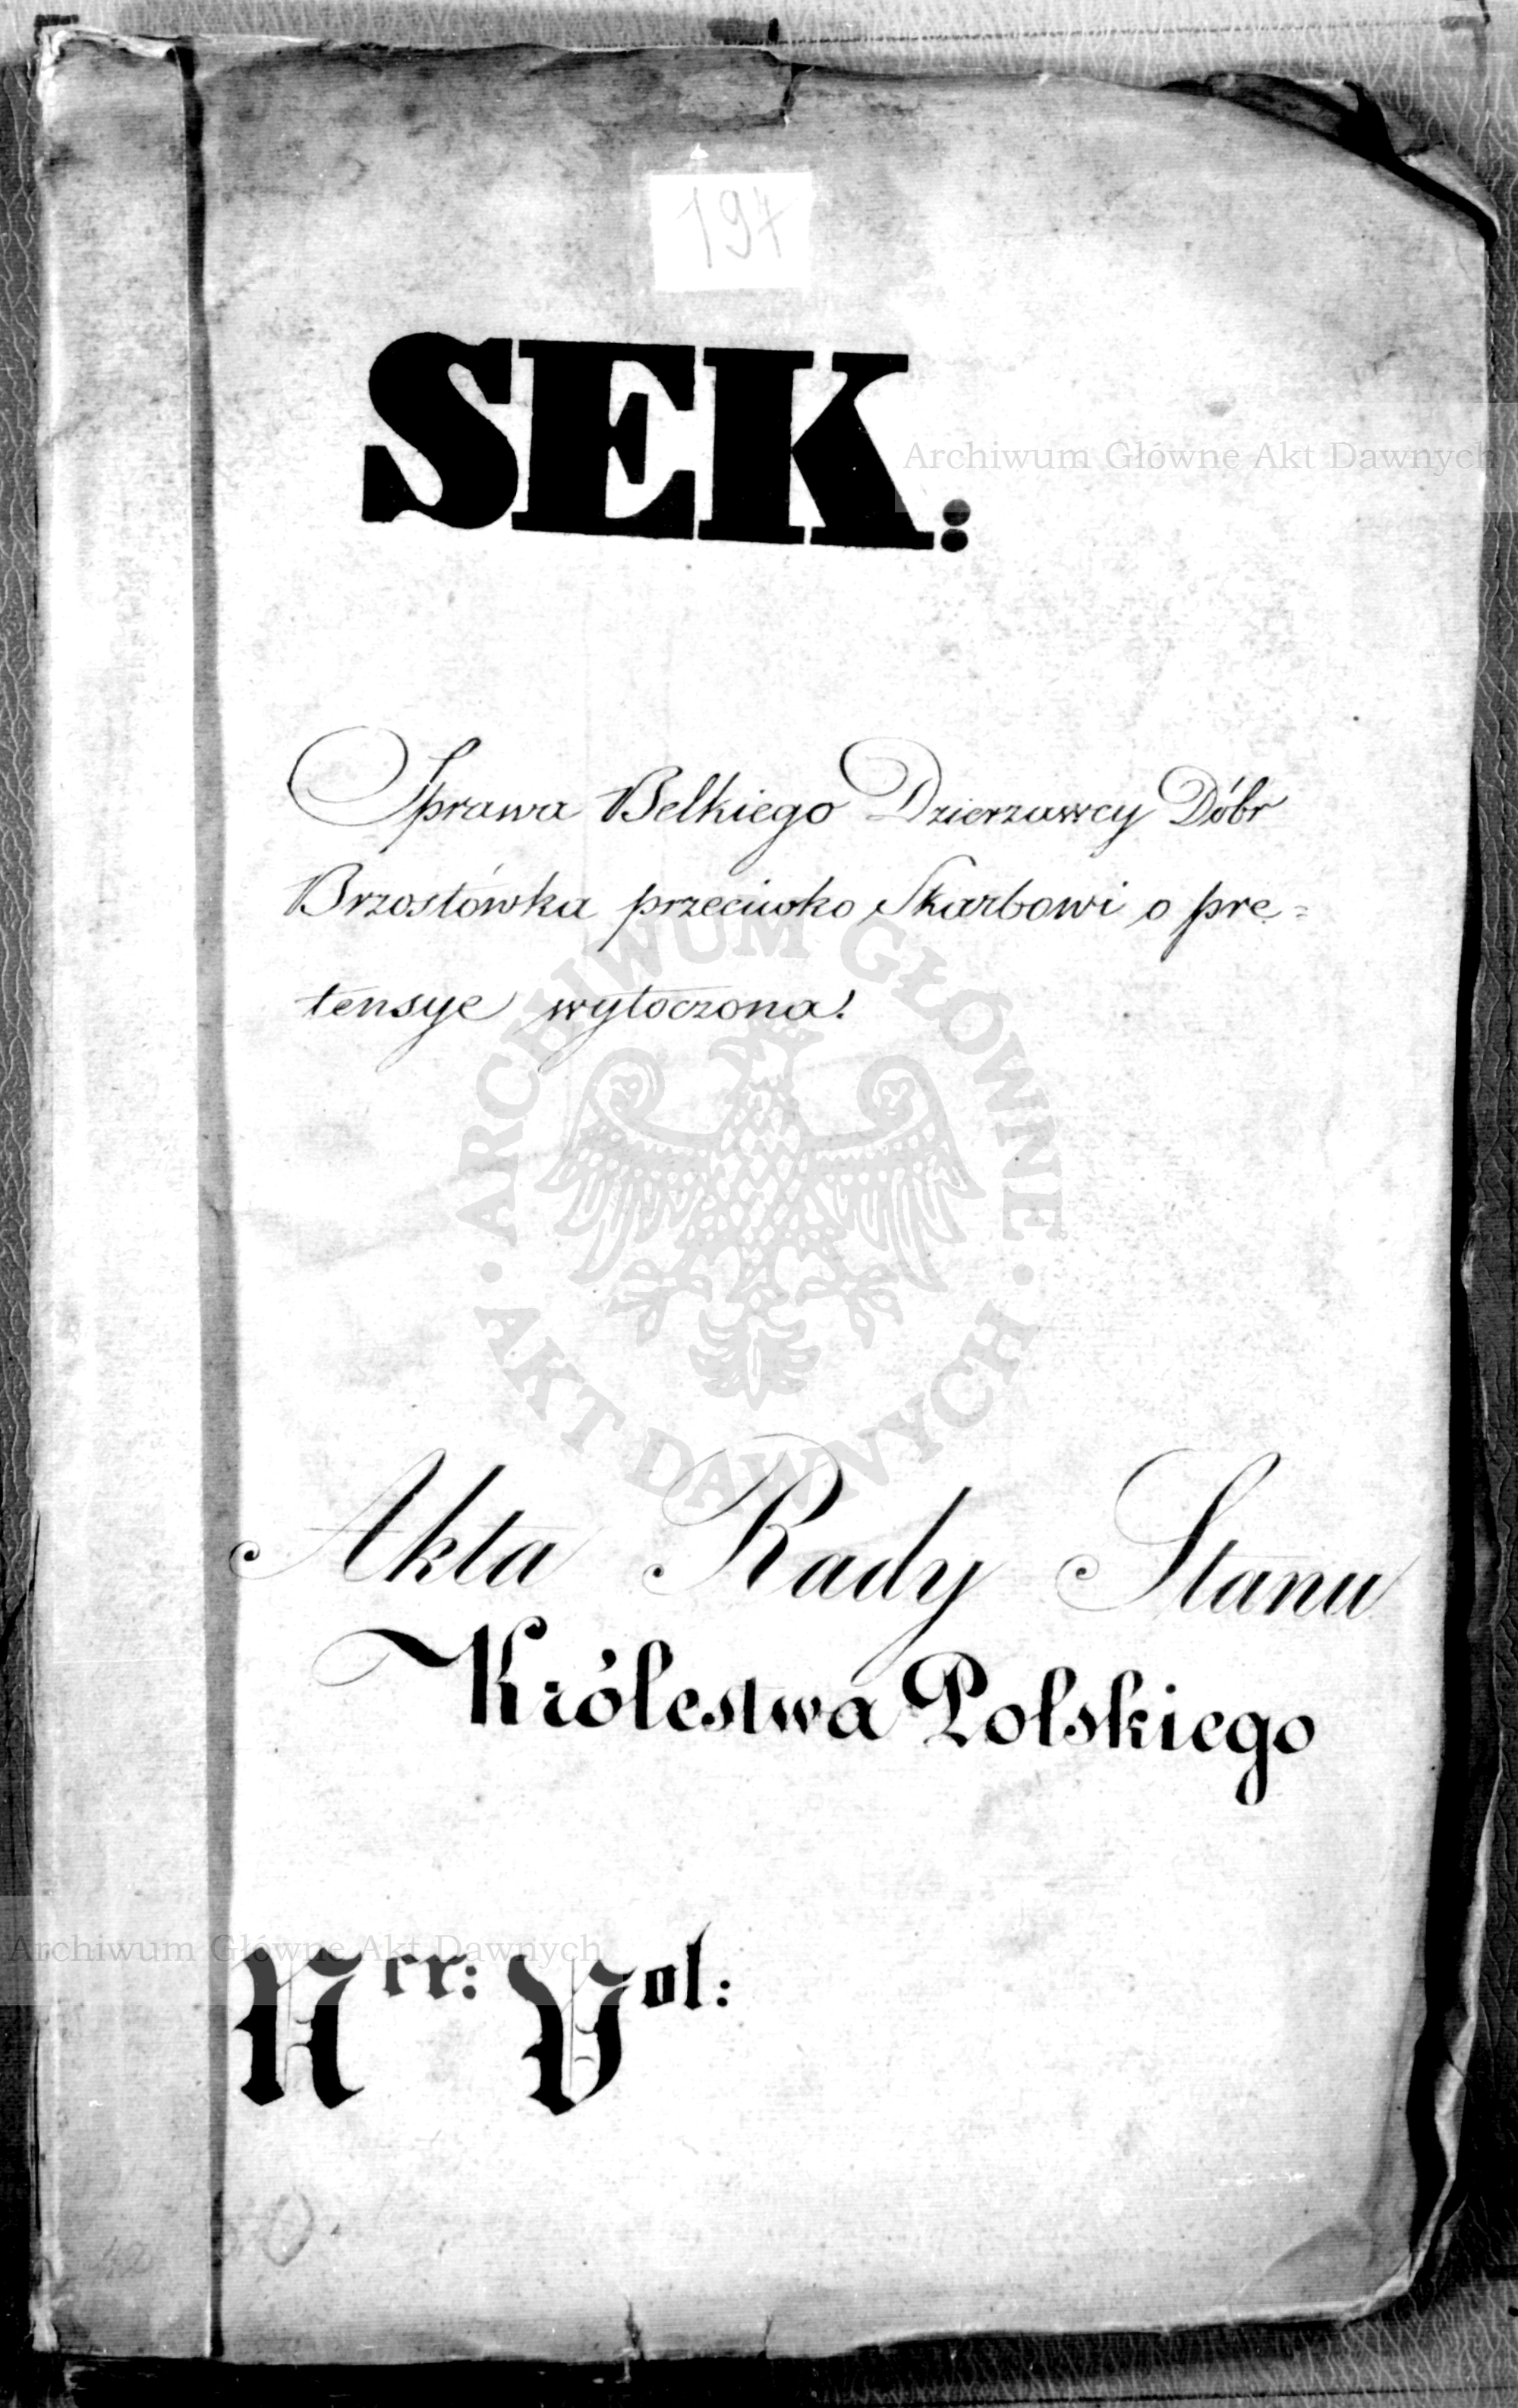 197
SEK:
Archiwum Główne Akt Dawnych
Sprawa Belkiego Dzierzawcy Dóbr
Brzostówka przeciwko Skarbowi o pre=
tensye wytoczona.
ARCHIWUM GŁÓWNE · AKT DAWNYCH ·
Akta Rady Stanu
Królestwa Polskiego
Archiwum Główne Akt Dawnych
Ner: Vol: